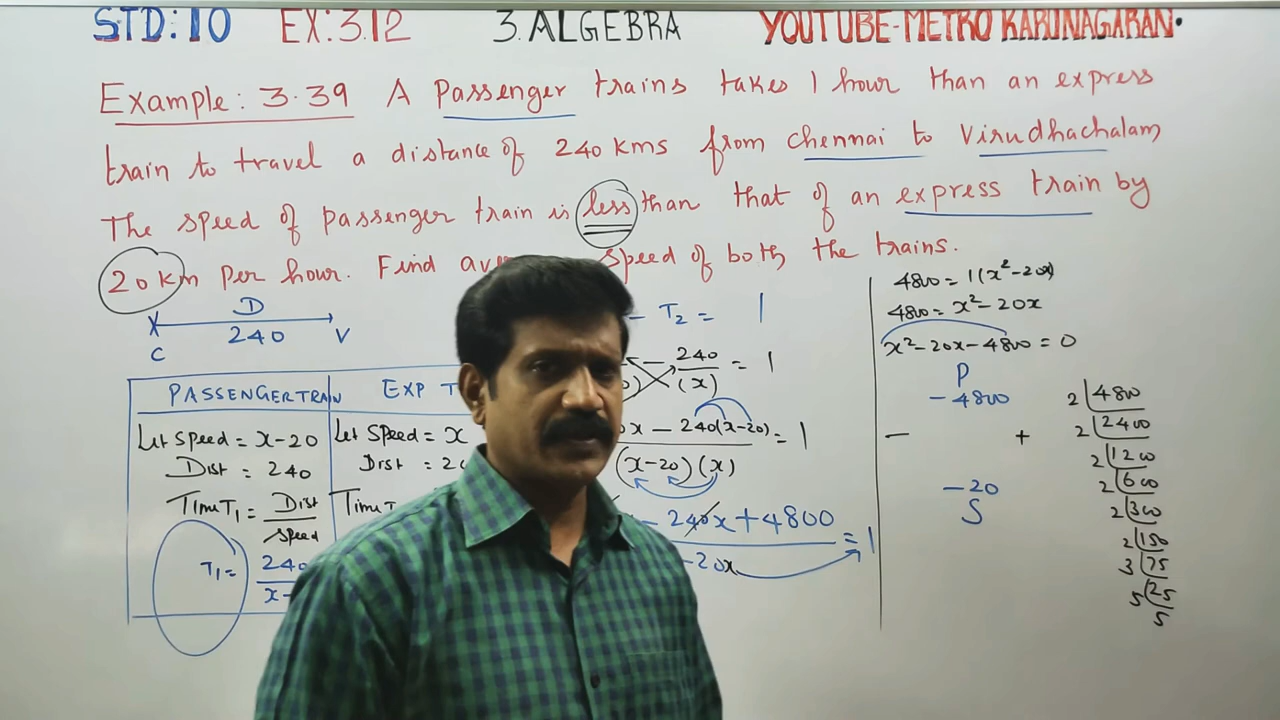 STD:10 EX:3.12 3.ALGEBRA YOUTUBE-METRO KARUNAGARAN.
Example: 3.39 A Passenger trains takes 1 hour than an express
train to travel a distance of 240 kms from chennai to Virudhachalam,
The speed of passenger train is less than that of an express train by
20 km per hour. Find speed of both the trains.
D
240
C V
PASSENGER TRAIN EXP
Let Speed = x-20 Let Speed = x
Dist = 240 Dist =
Time T₁ = Dist/speed Time
T₁ = 240
- T₂ = 1
- 240/(x) = 1
- 240(x-20)
(x-20)(x) = 1
- 240x + 4800
-20x = 1
4800 = 1(x²-20x)
4800 = x²-20x
x²-20x-4800 = 0
P
-4800
- +
-20
S
2 4800
2 2400
2 1200
2 600
2 300
2 150
3 75
5 25
5